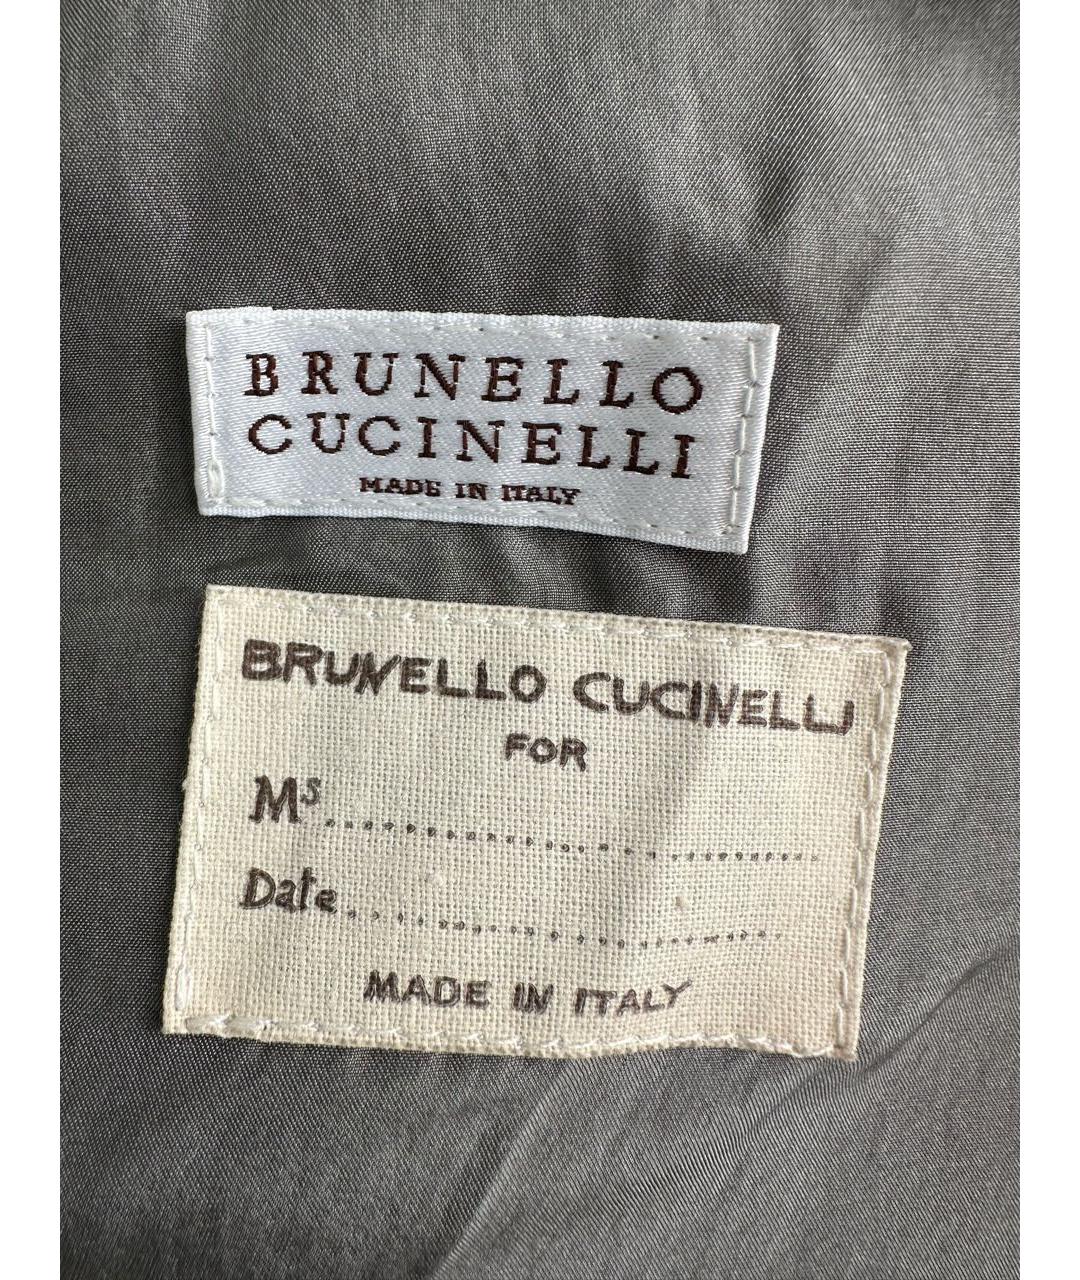 BRUNELLO
CUCINELLI
MADE IN ITALY
BRUNELLO CUCINELLI
FOR
Ms..............................
Date..............................
MADE IN ITALY